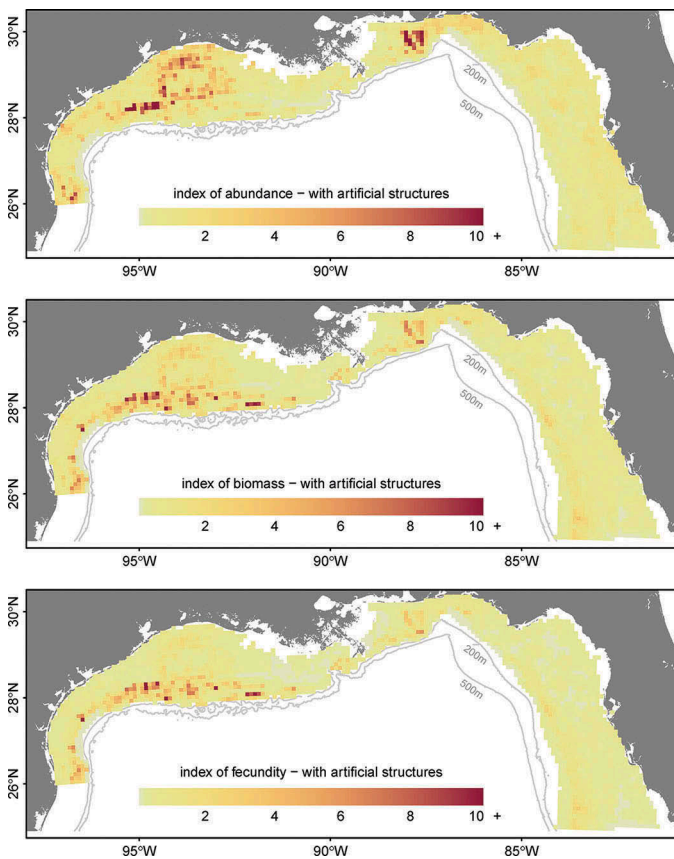 30°N
28°N
26°N
200m
500m
index of abundance – with artificial structures
2 4 6 8 10 +
95°W 90°W 85°W
30°N
28°N
26°N
200m
500m
index of biomass – with artificial structures
2 4 6 8 10 +
95°W 90°W 85°W
30°N
28°N
26°N
200m
500m
index of fecundity – with artificial structures
2 4 6 8 10 +
95°W 90°W 85°W